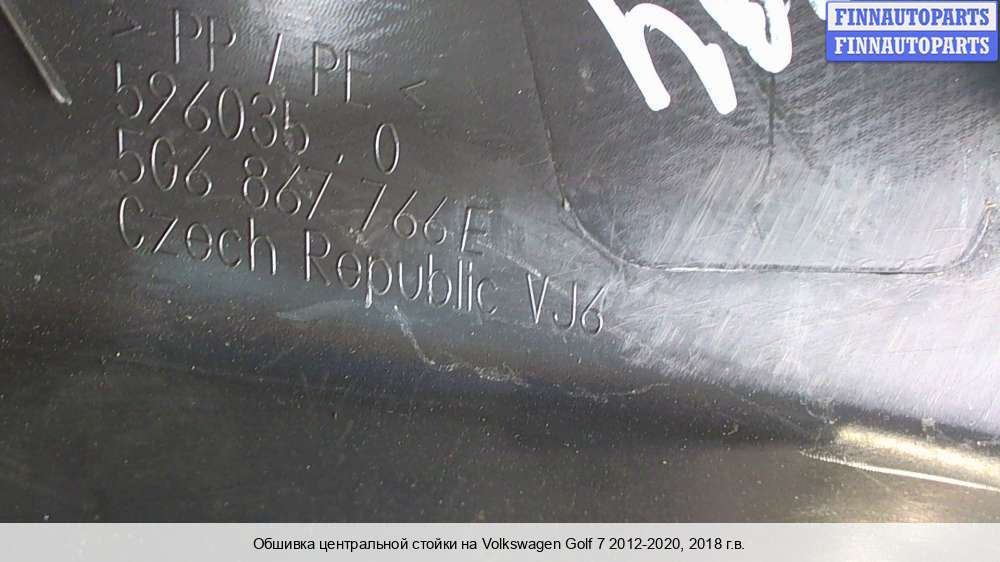 FINNAUTOPARTS
FINNAUTOPARTS
> PP / PE <
596035.0
5G6 867 766E
Czech Republic VJ6
Обшивка центральной стойки на Volkswagen Golf 7 2012-2020, 2018 г.в.